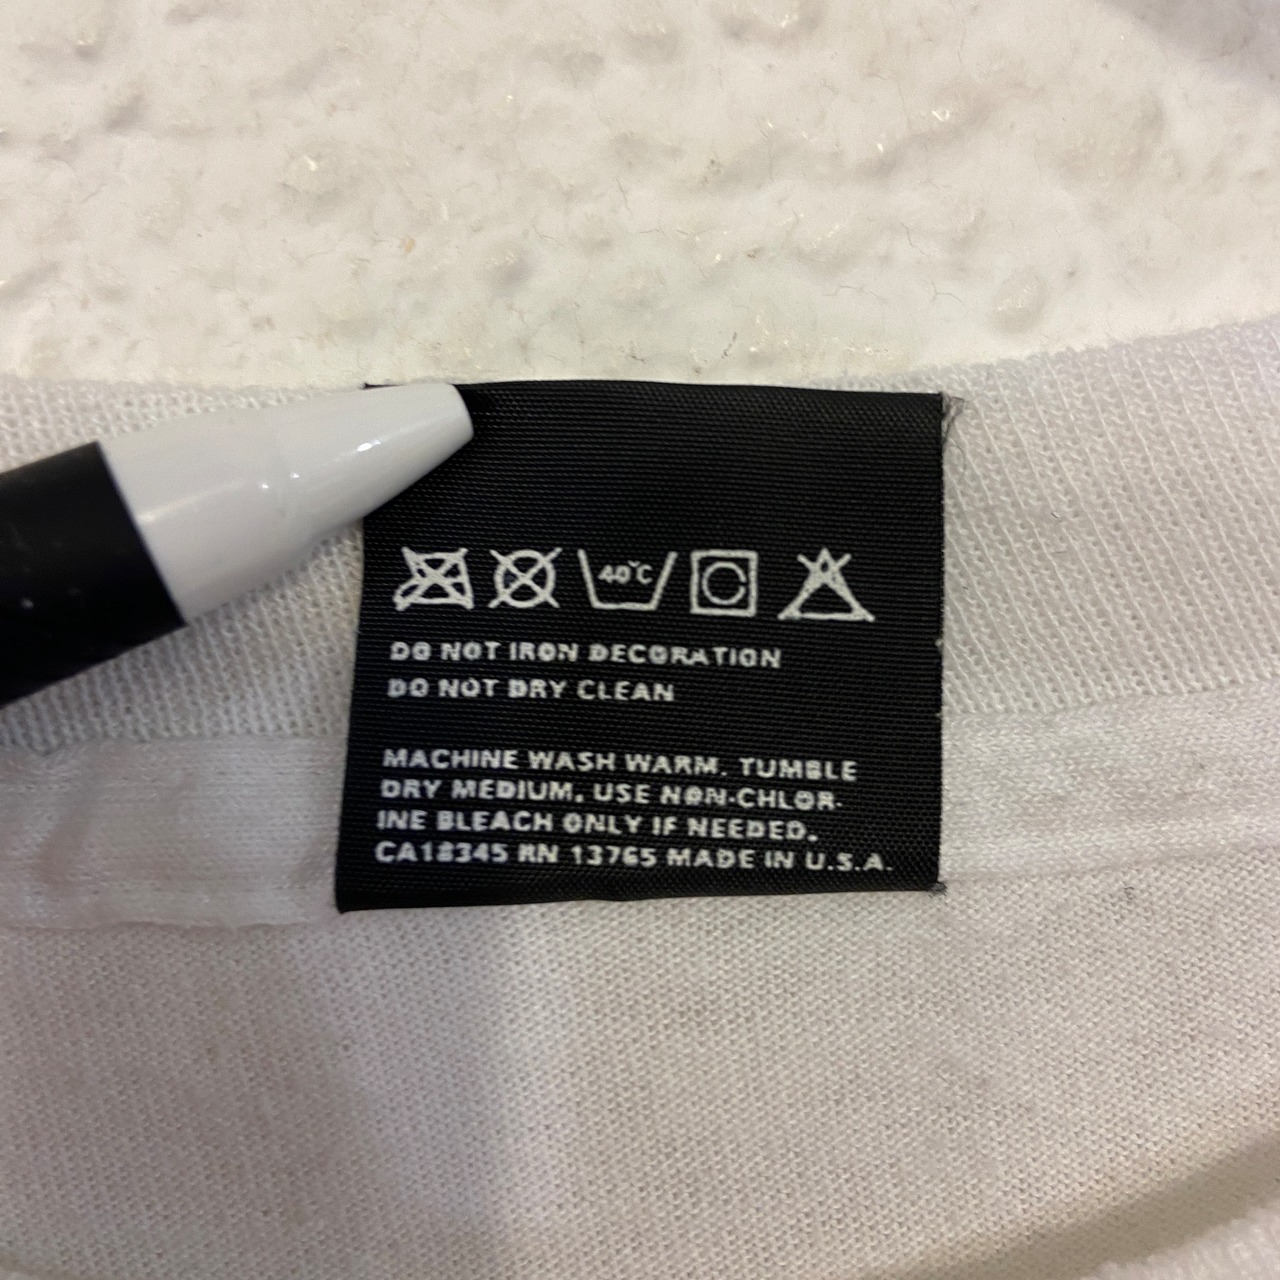 40°C
DO NOT IRON DECORATION
DO NOT DRY CLEAN
MACHINE WASH WARM. TUMBLE
DRY MEDIUM. USE NON-CHLOR-
INE BLEACH ONLY IF NEEDED.
CA18345 RN 13765 MADE IN U.S.A.